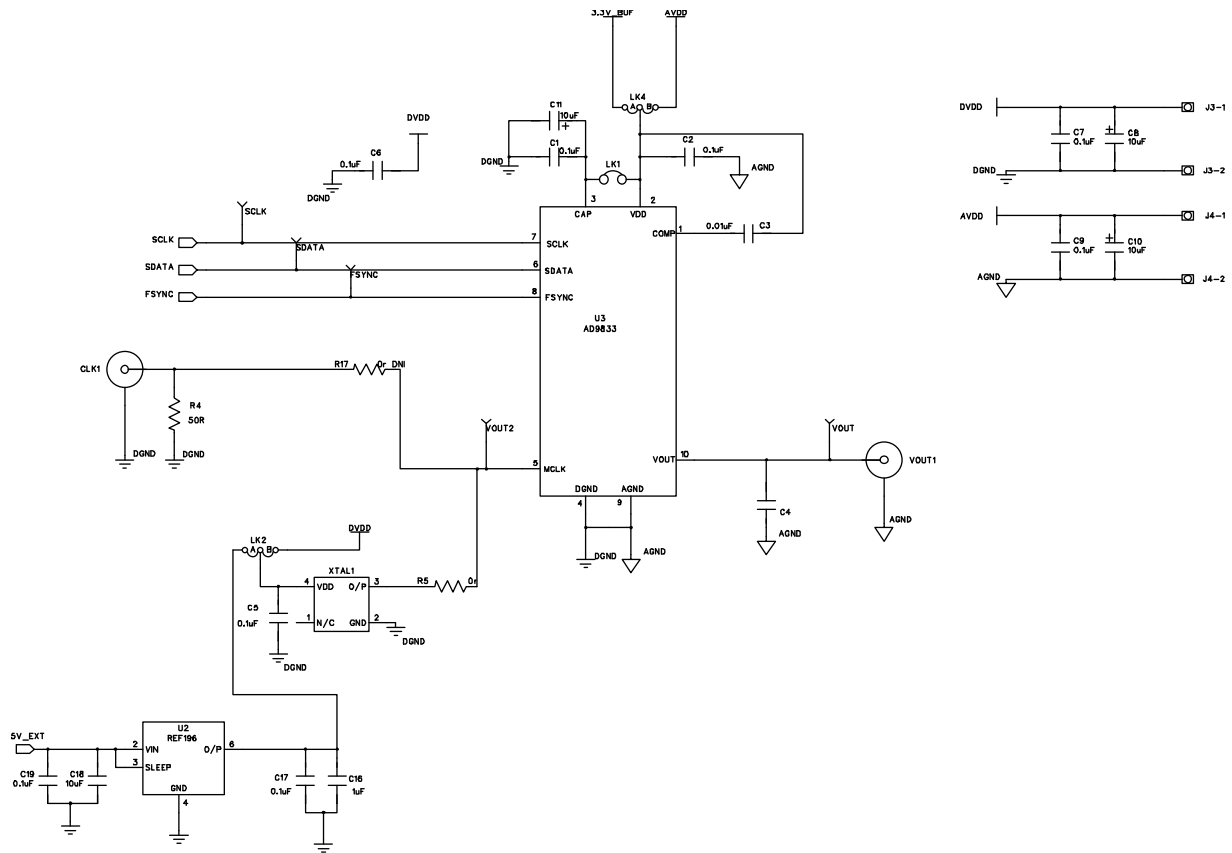 3.3V_BUF AVDD
LK4
A B
C11
10uF
+
DVDD
C6
0.1uF
DGND
C1
0.1uF
DGND
LK1
C2
0.1uF
AGND
3 2
CAP VDD
COMP 1
0.01uF C3
SCLK
SCLK 7 SCLK
SDATA
SDATA 6 SDATA
FSYNC
FSYNC 8 FSYNC
U3
AD9833
DVDD J3-1
C7
0.1uF
+
C8
10uF
DGND J3-2
AVDD J4-1
C9
0.1uF
+
C10
10uF
AGND J4-2
CLK1
R17 0r DNI
R4
50R
DGND DGND
VOUT2
5 MCLK
VOUT 10
VOUT
VOUT1
C4
AGND
AGND
DGND AGND
4 9
DGND AGND
LK2
A B
DVDD
XTAL1
4 VDD O/P 3
R5 0r
C5
0.1uF
1 N/C GND 2
DGND
DGND
5V_EXT
U2
REF196
2 VIN O/P 6
3 SLEEP
GND
4
C19
0.1uF
C18
10uF
C17
0.1uF
C16
1uF